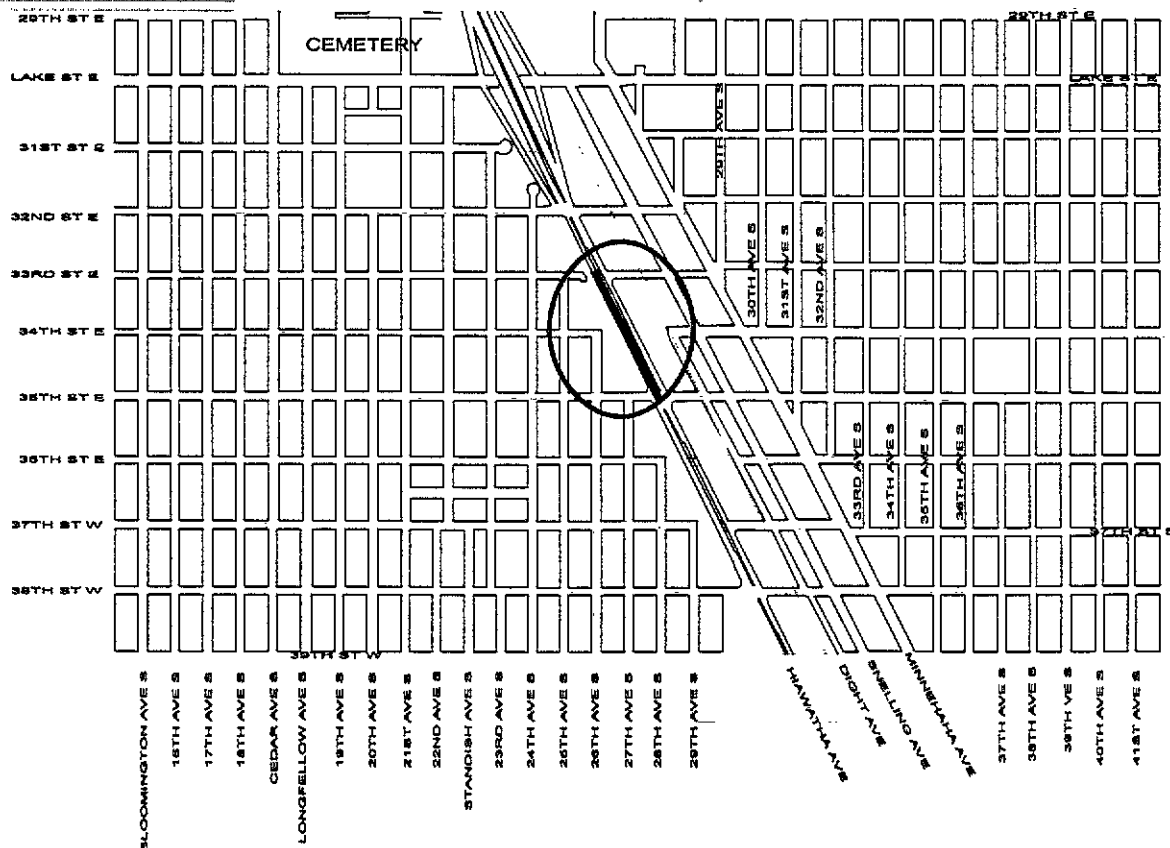 29TH ST E
29TH ST E
CEMETERY
LAKE ST E
LAKE ST E
29TH AVE S
31ST ST E
32ND ST E
30TH AVE S
31ST AVE S
32ND AVE S
33RD ST E
34TH ST E
35TH ST E
36TH ST E
33RD AVE S
34TH AVE S
35TH AVE S
36TH AVE S
37TH ST W
37TH ST
38TH ST W
39TH ST W
BLOOMINGTON AVE S
16TH AVE S
17TH AVE S
18TH AVE S
CEDAR AVE S
LONGFELLOW AVE S
19TH AVE S
20TH AVE S
21ST AVE S
22ND AVE S
STANDISH AVE S
23RD AVE S
24TH AVE S
25TH AVE S
26TH AVE S
27TH AVE S
28TH AVE S
29TH AVE S
HIAWATHA AVE
DIGHT AVE
SNELLING AVE
MINNEHAHA AVE
37TH AVE S
38TH AVE S
39TH VE S
40TH AVE S
41ST AVE S